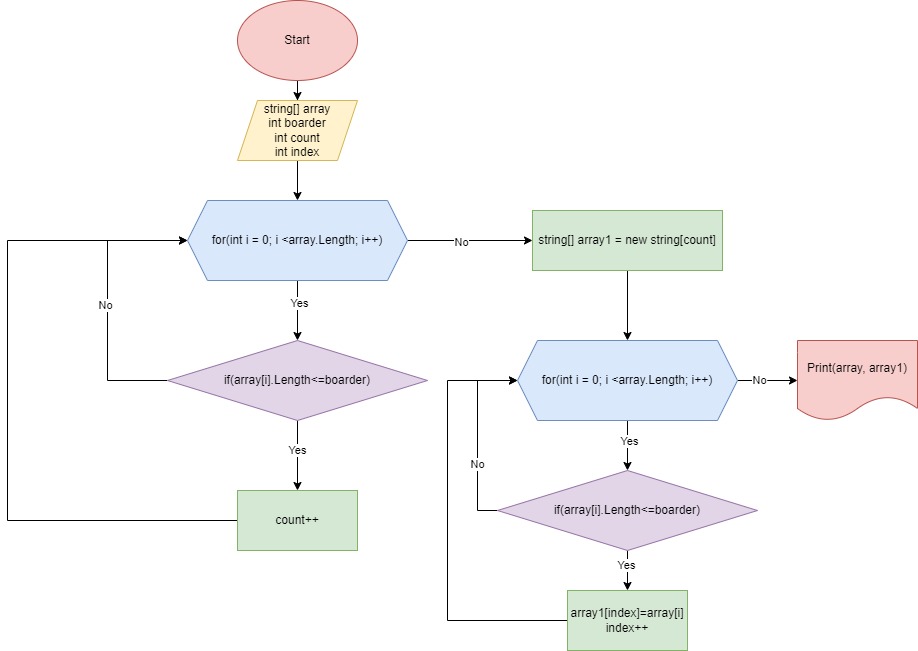 Start
string[] array
int boarder
int count
int index
for(int i = 0; i <array.Length; i++)
No
string[] array1 = new string[count]
Yes
No
if(array[i].Length<=boarder)
Yes
count++
for(int i = 0; i <array.Length; i++)
No
Print(array, array1)
Yes
No
if(array[i].Length<=boarder)
Yes
array1[index]=array[i]
index++